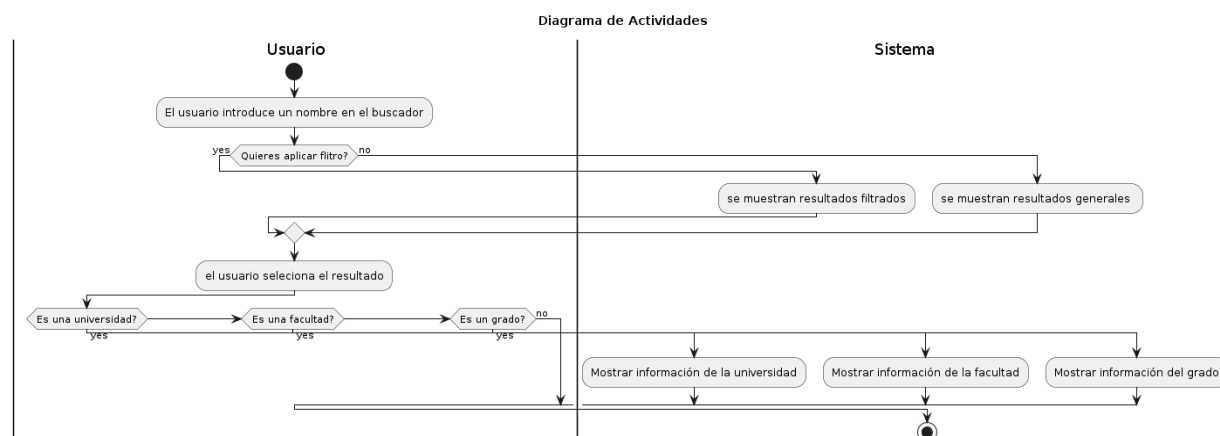 Diagrama de Actividades
Usuario
Sistema
El usuario introduce un nombre en el buscador
yes
Quieres aplicar flitro?
no
se muestran resultados filtrados
se muestran resultados generales
el usuario seleciona el resultado
Es una universidad?
Es una facultad?
Es un grado?
no
yes
yes
yes
Mostrar información de la universidad
Mostrar información de la facultad
Mostrar información del grado